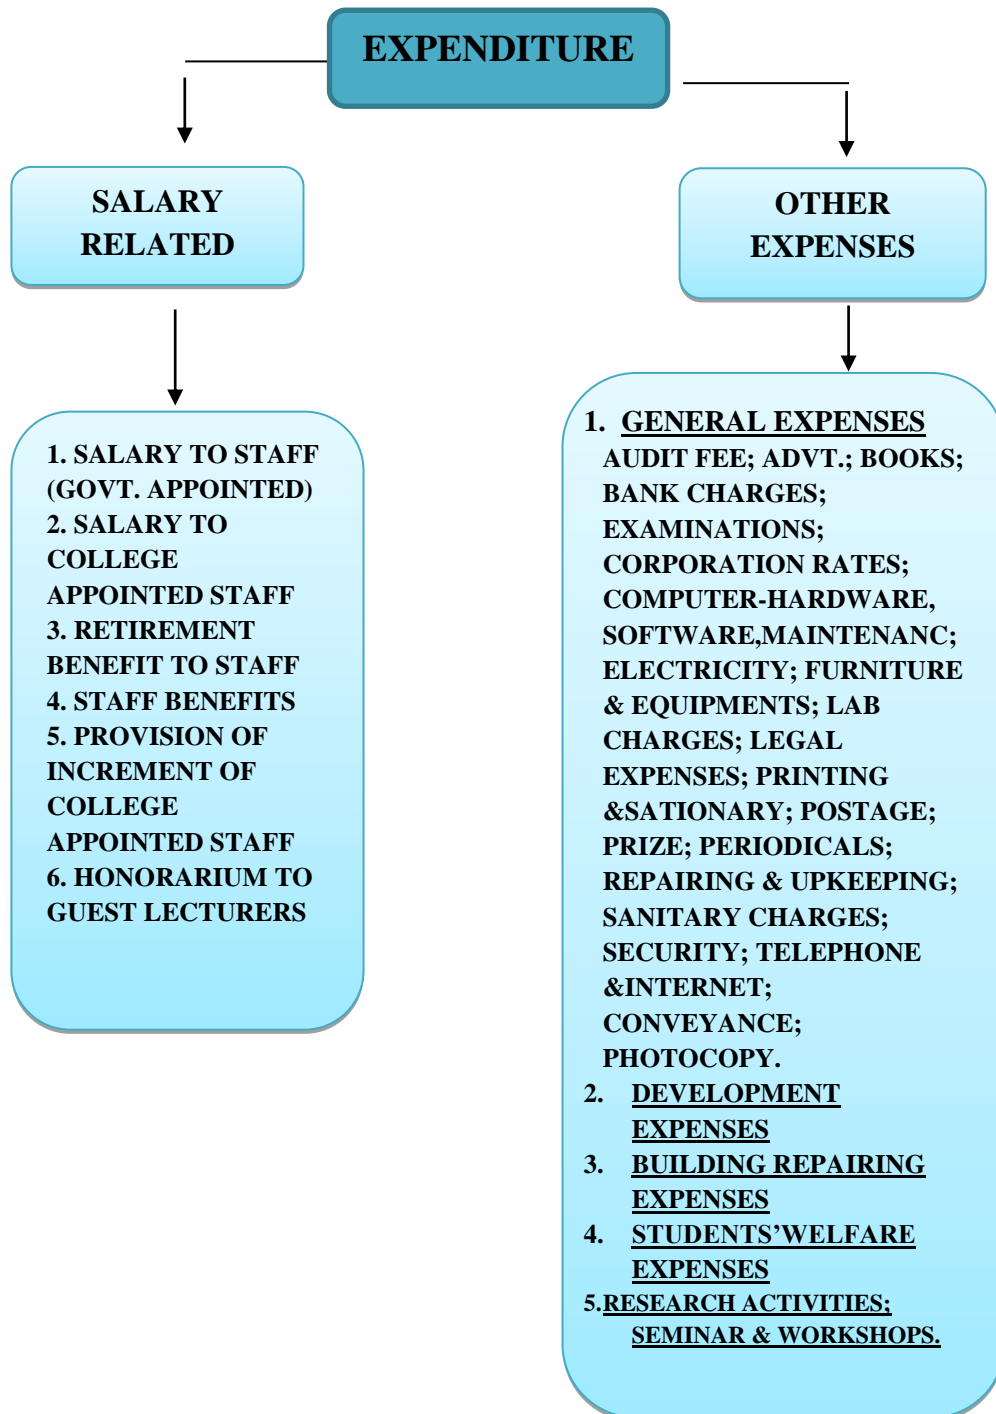 EXPENDITURE
SALARY
RELATED
OTHER
EXPENSES
1. SALARY TO STAFF
(GOVT. APPOINTED)
2. SALARY TO
COLLEGE
APPOINTED STAFF
3. RETIREMENT
BENEFIT TO STAFF
4. STAFF BENEFITS
5. PROVISION OF
INCREMENT OF
COLLEGE
APPOINTED STAFF
6. HONORARIUM TO
GUEST LECTURERS
1. GENERAL EXPENSES
AUDIT FEE; ADVT.; BOOKS;
BANK CHARGES;
EXAMINATIONS;
CORPORATION RATES;
COMPUTER-HARDWARE,
SOFTWARE,MAINTENANC;
ELECTRICITY; FURNITURE
& EQUIPMENTS; LAB
CHARGES; LEGAL
EXPENSES; PRINTING
&SATIONARY; POSTAGE;
PRIZE; PERIODICALS;
REPAIRING & UPKEEPING;
SANITARY CHARGES;
SECURITY; TELEPHONE
&INTERNET;
CONVEYANCE;
PHOTOCOPY.
2. DEVELOPMENT
EXPENSES
3. BUILDING REPAIRING
EXPENSES
4. STUDENTS’WELFARE
EXPENSES
5.RESEARCH ACTIVITIES;
SEMINAR & WORKSHOPS.